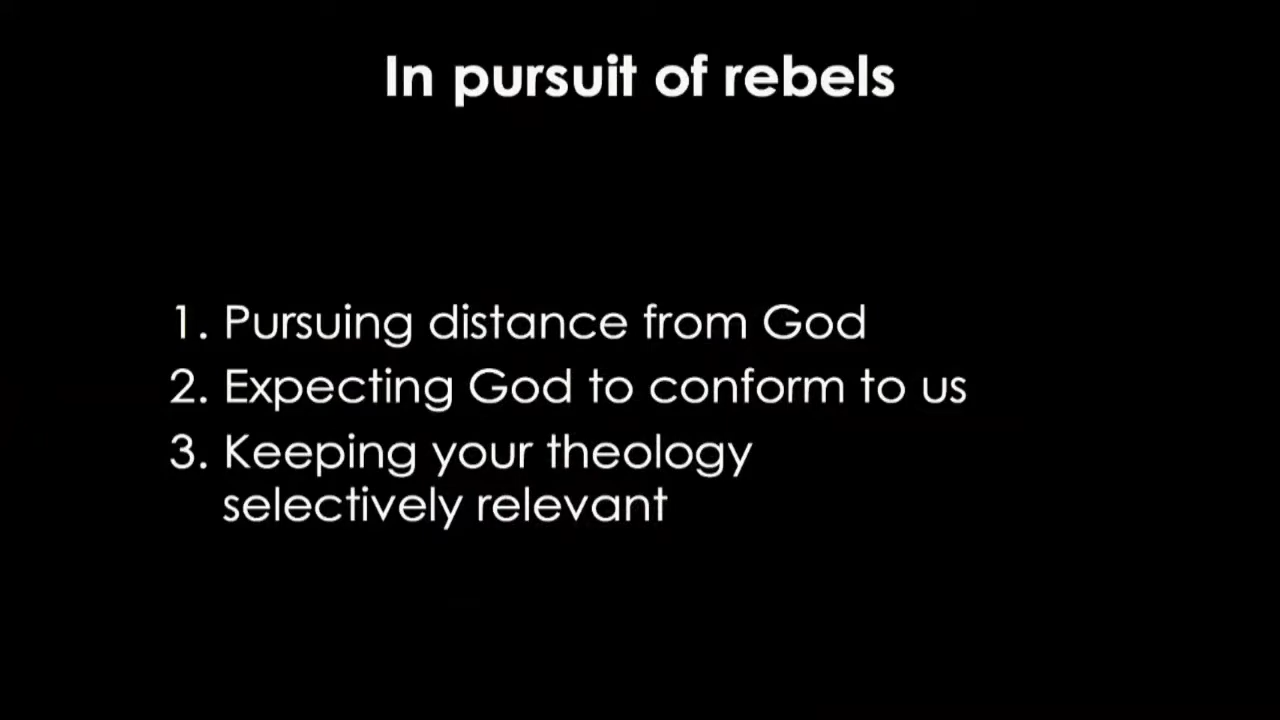 In pursuit of rebels
1. Pursuing distance from God
2. Expecting God to conform to us
3. Keeping your theology
selectively relevant